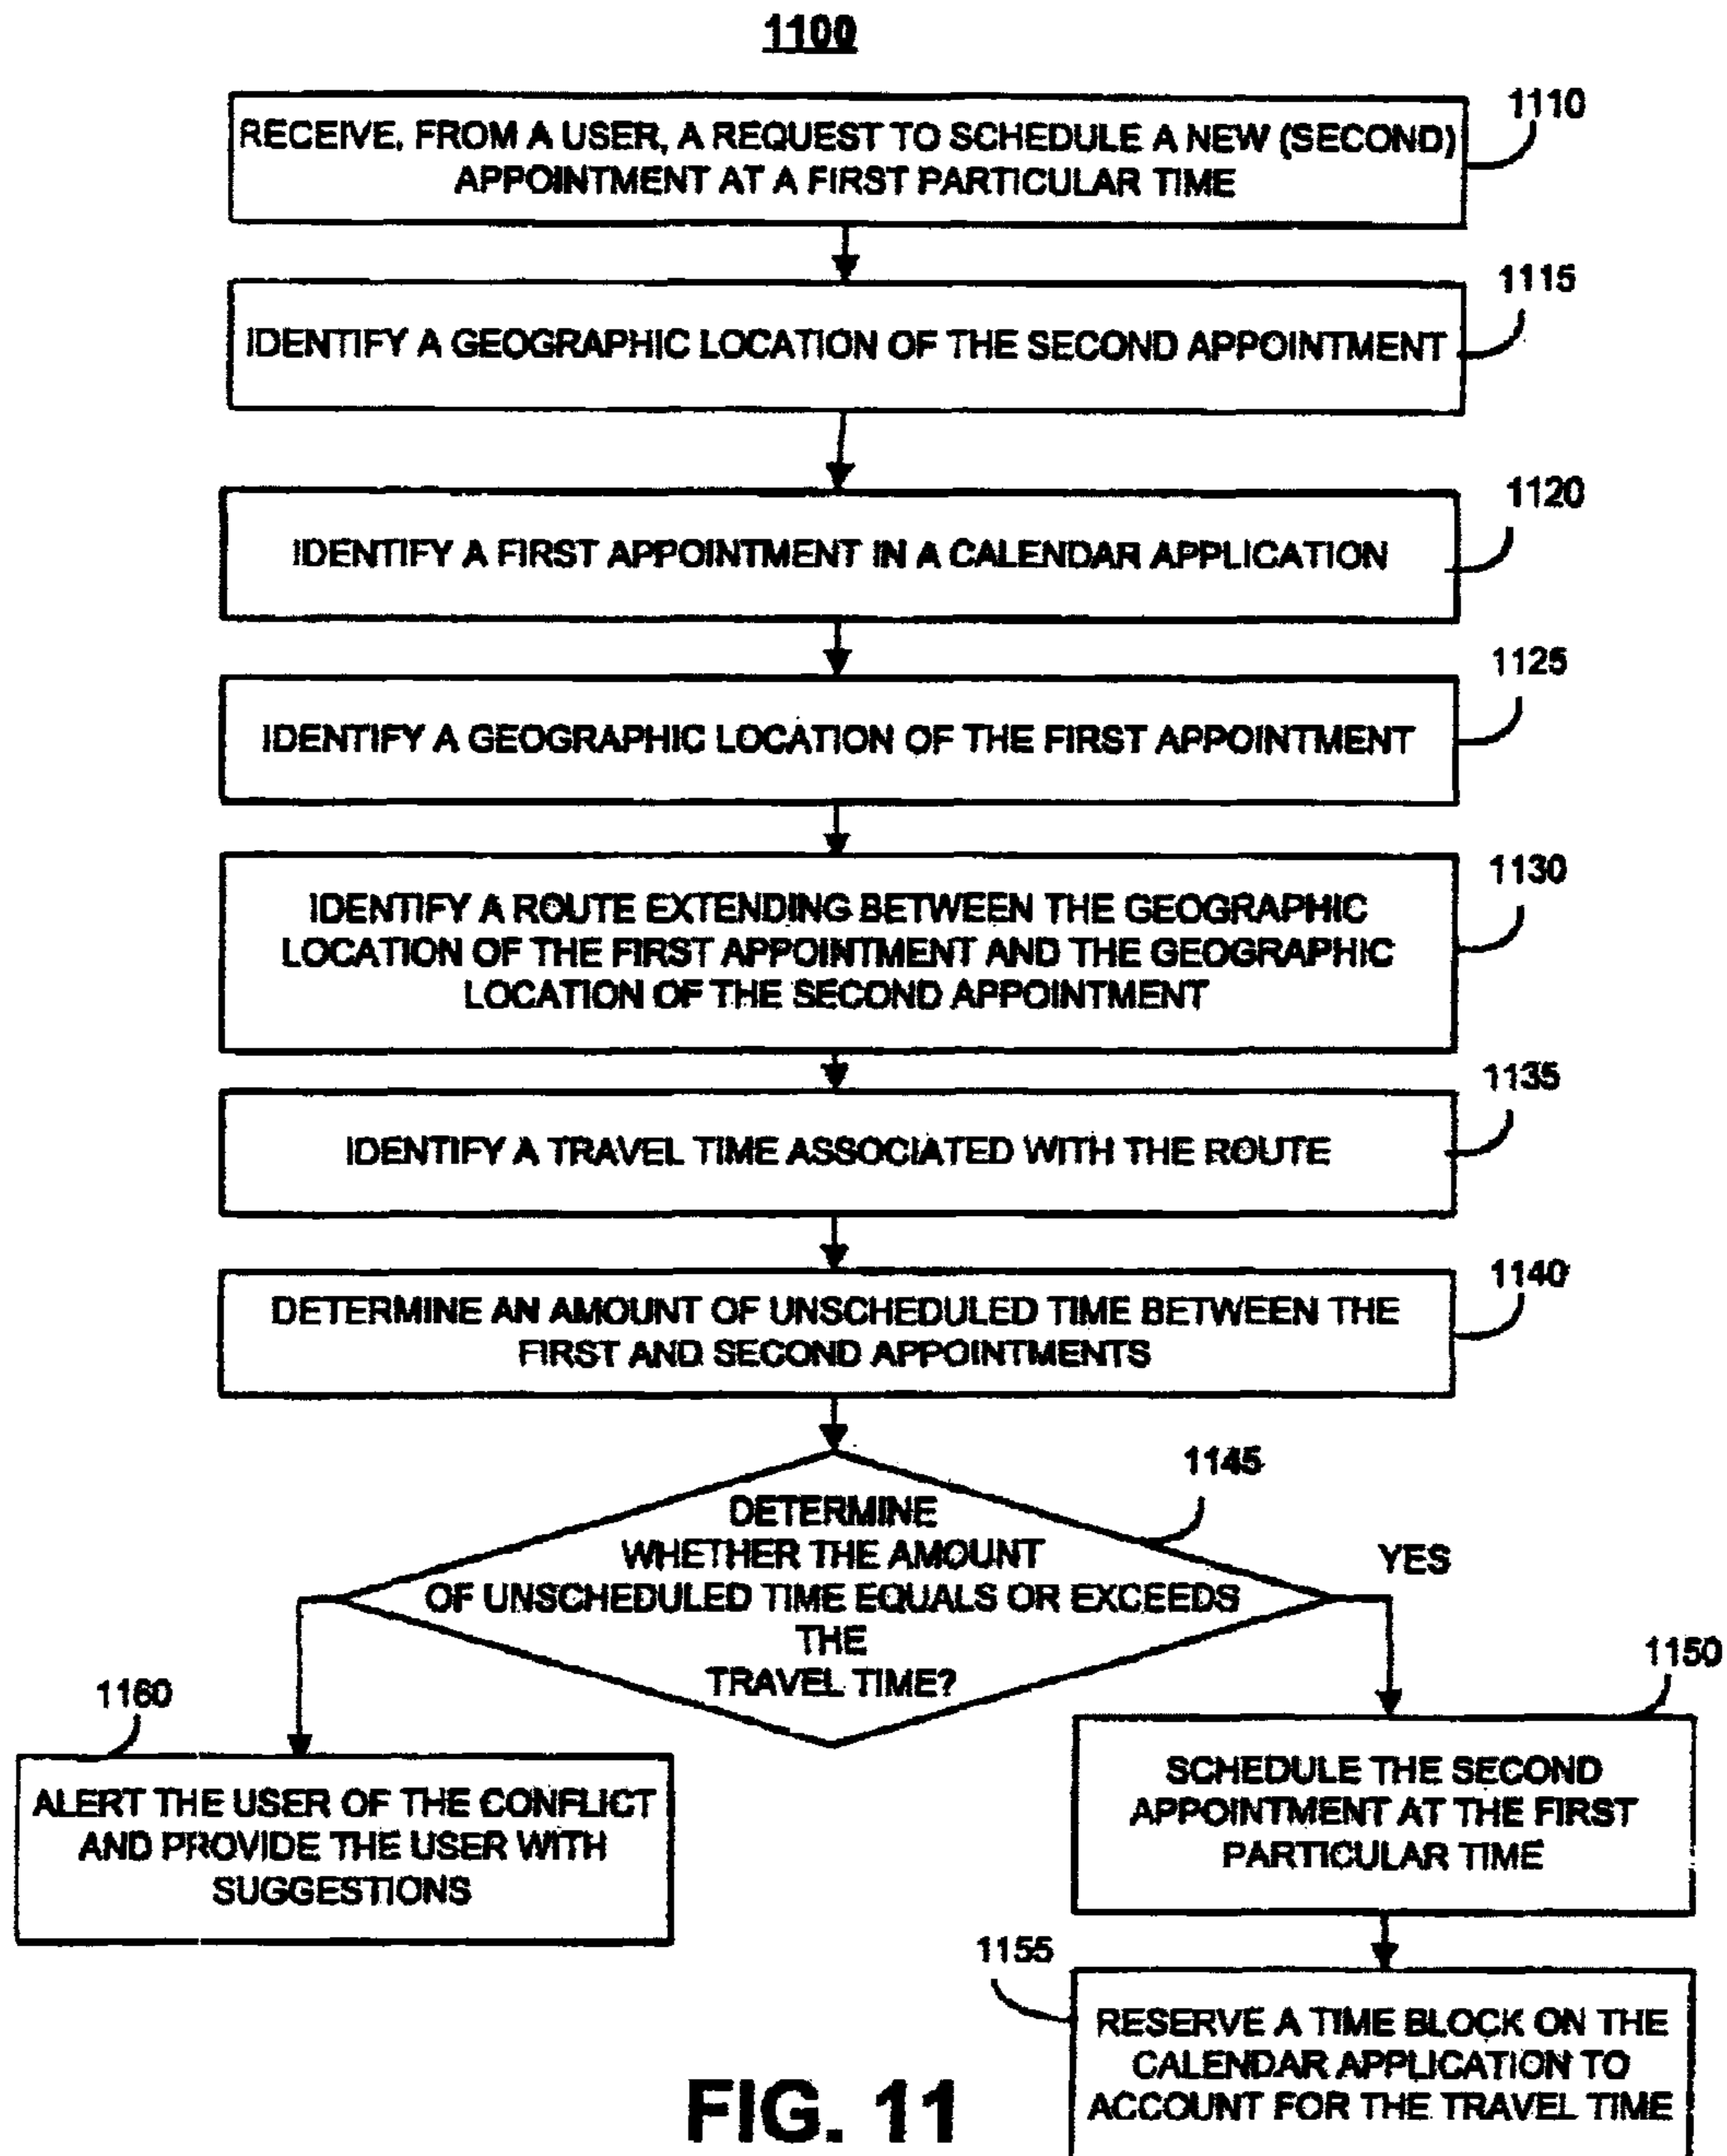 1100
1110
RECEIVE, FROM A USER, A REQUEST TO SCHEDULE A NEW (SECOND)
APPOINTMENT AT A FIRST PARTICULAR TIME
1115
IDENTIFY A GEOGRAPHIC LOCATION OF THE SECOND APPOINTMENT
1120
IDENTIFY A FIRST APPOINTMENT IN A CALENDAR APPLICATION
1125
IDENTIFY A GEOGRAPHIC LOCATION OF THE FIRST APPOINTMENT
1130
IDENTIFY A ROUTE EXTENDING BETWEEN THE GEOGRAPHIC
LOCATION OF THE FIRST APPOINTMENT AND THE GEOGRAPHIC
LOCATION OF THE SECOND APPOINTMENT
1135
IDENTIFY A TRAVEL TIME ASSOCIATED WITH THE ROUTE
1140
DETERMINE AN AMOUNT OF UNSCHEDULED TIME BETWEEN THE
FIRST AND SECOND APPOINTMENTS
1145
DETERMINE
WHETHER THE AMOUNT
OF UNSCHEDULED TIME EQUALS OR EXCEEDS
THE
TRAVEL TIME?
YES
1160
ALERT THE USER OF THE CONFLICT
AND PROVIDE THE USER WITH
SUGGESTIONS
1150
SCHEDULE THE SECOND
APPOINTMENT AT THE FIRST
PARTICULAR TIME
1155
RESERVE A TIME BLOCK ON THE
CALENDAR APPLICATION TO
ACCOUNT FOR THE TRAVEL TIME
FIG. 11